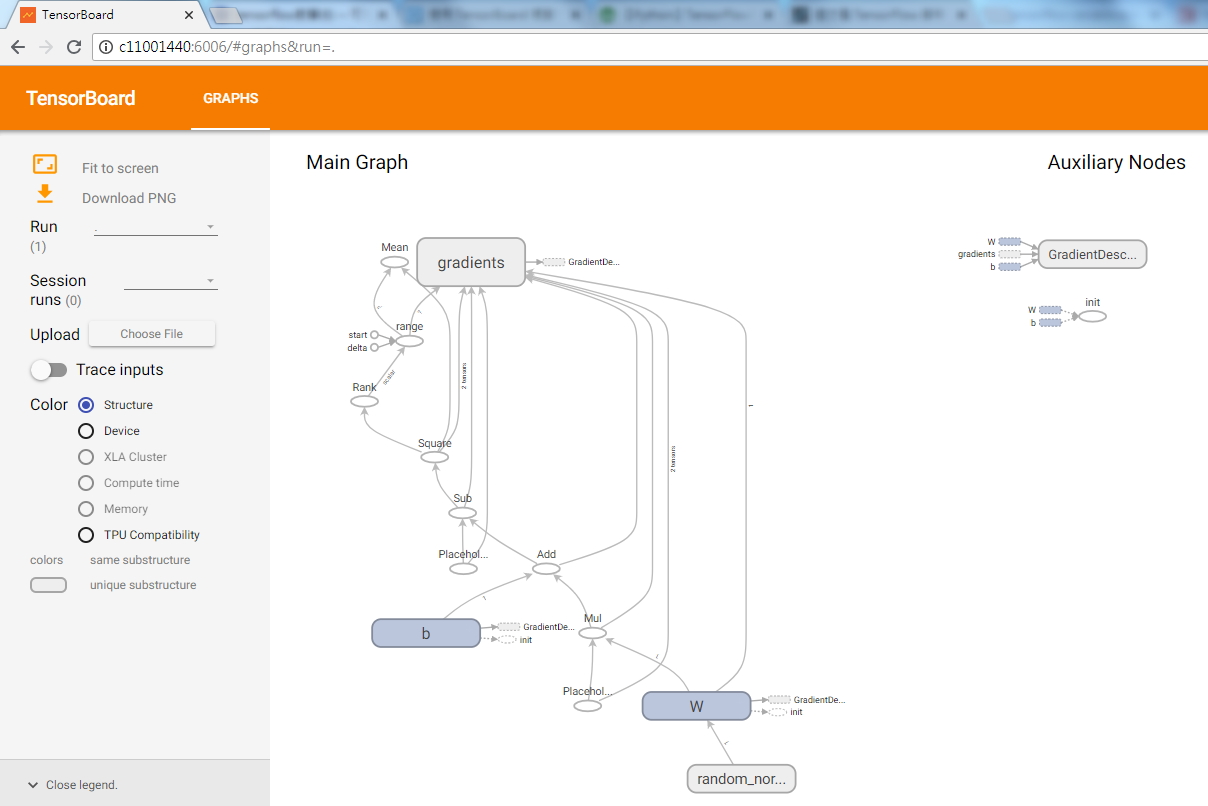 TensorBoard
c11001440:6006/#graphs&run=.
TensorBoard
GRAPHS
Fit to screen
Download PNG
Run
(1)
.
Session
runs (0)
Upload
Choose File
Trace inputs
Color
Structure
Device
XLA Cluster
Compute time
Memory
TPU Compatibility
colors
same substructure
unique substructure
Close legend.
Main Graph
Auxiliary Nodes
Mean
gradients
GradientDe...
start
delta
range
scalar
Rank
2 tensors
Square
2 tensors
Sub
Placehol...
Add
b
GradientDe...
init
Mul
Placehol...
W
GradientDe...
init
random_nor...
W
gradients
b
GradientDesc...
W
b
init